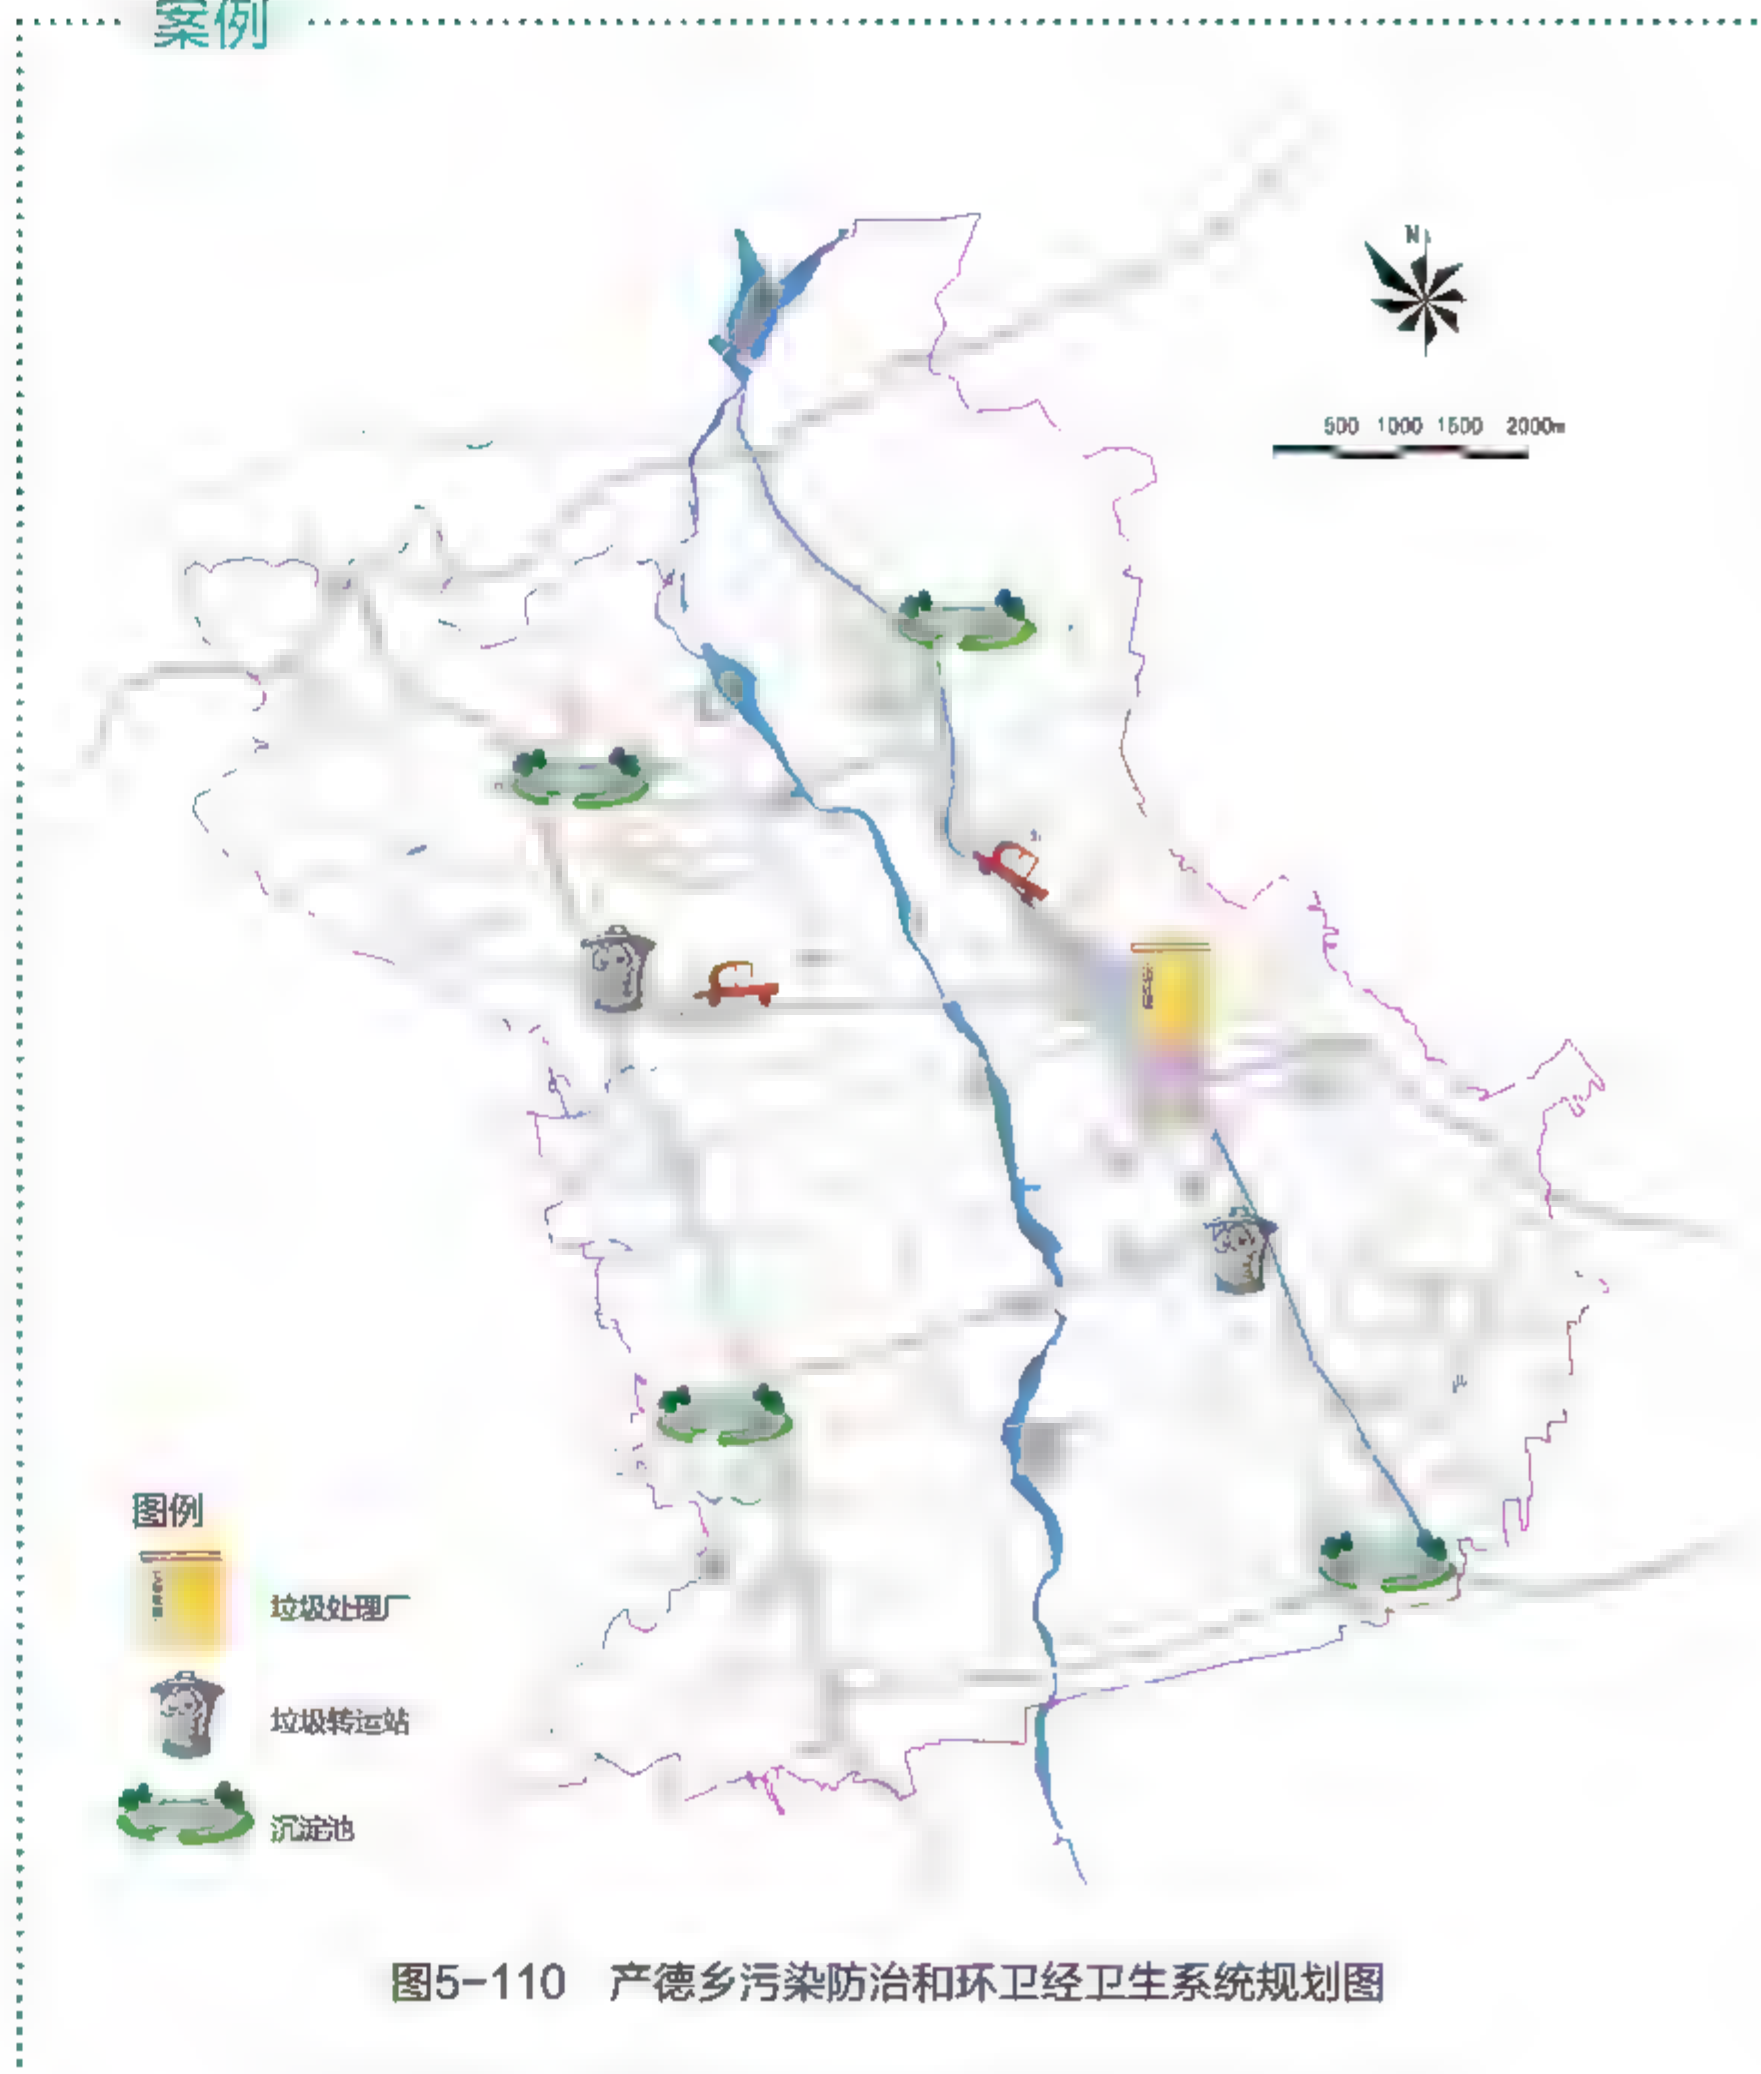 案例
N
500 1000 1500 2000m
图例
垃圾处理厂
垃圾转运站
沉淀池
图5-110 产德乡污染防治和环卫经卫生系统规划图